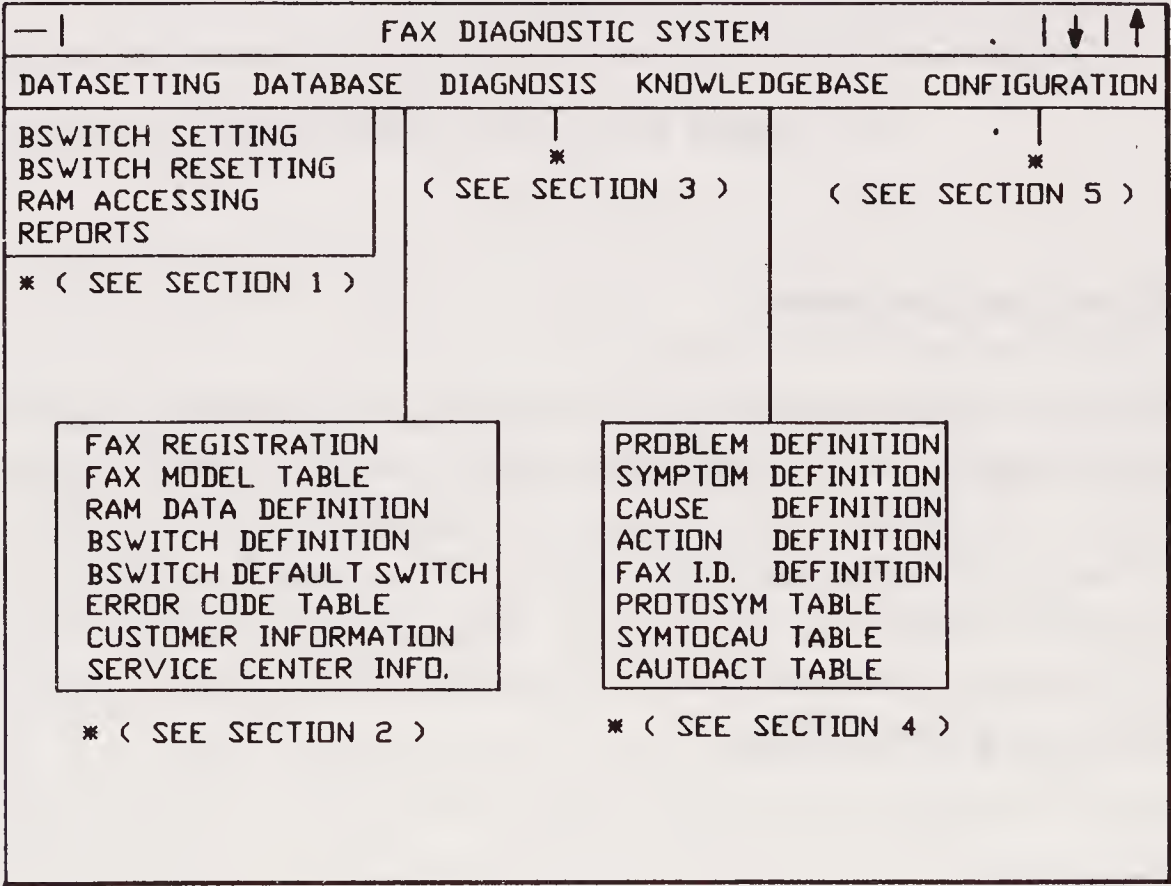 FAX DIAGNOSTIC SYSTEM
DATASETTING DATABASE DIAGNOSIS KNOWLEDGEBASE CONFIGURATION
BSWITCH SETTING
BSWITCH RESETTING
RAM ACCESSING
REPORTS
* ( SEE SECTION 1 )
*
( SEE SECTION 3 )
*
( SEE SECTION 5 )
FAX REGISTRATION
FAX MODEL TABLE
RAM DATA DEFINITION
BSWITCH DEFINITION
BSWITCH DEFAULT SWITCH
ERROR CODE TABLE
CUSTOMER INFORMATION
SERVICE CENTER INFO.
* ( SEE SECTION 2 )
PROBLEM DEFINITION
SYMPTOM DEFINITION
CAUSE DEFINITION
ACTION DEFINITION
FAX I.D. DEFINITION
PROTOSYM TABLE
SYMTOCAU TABLE
CAUTOACT TABLE
* ( SEE SECTION 4 )